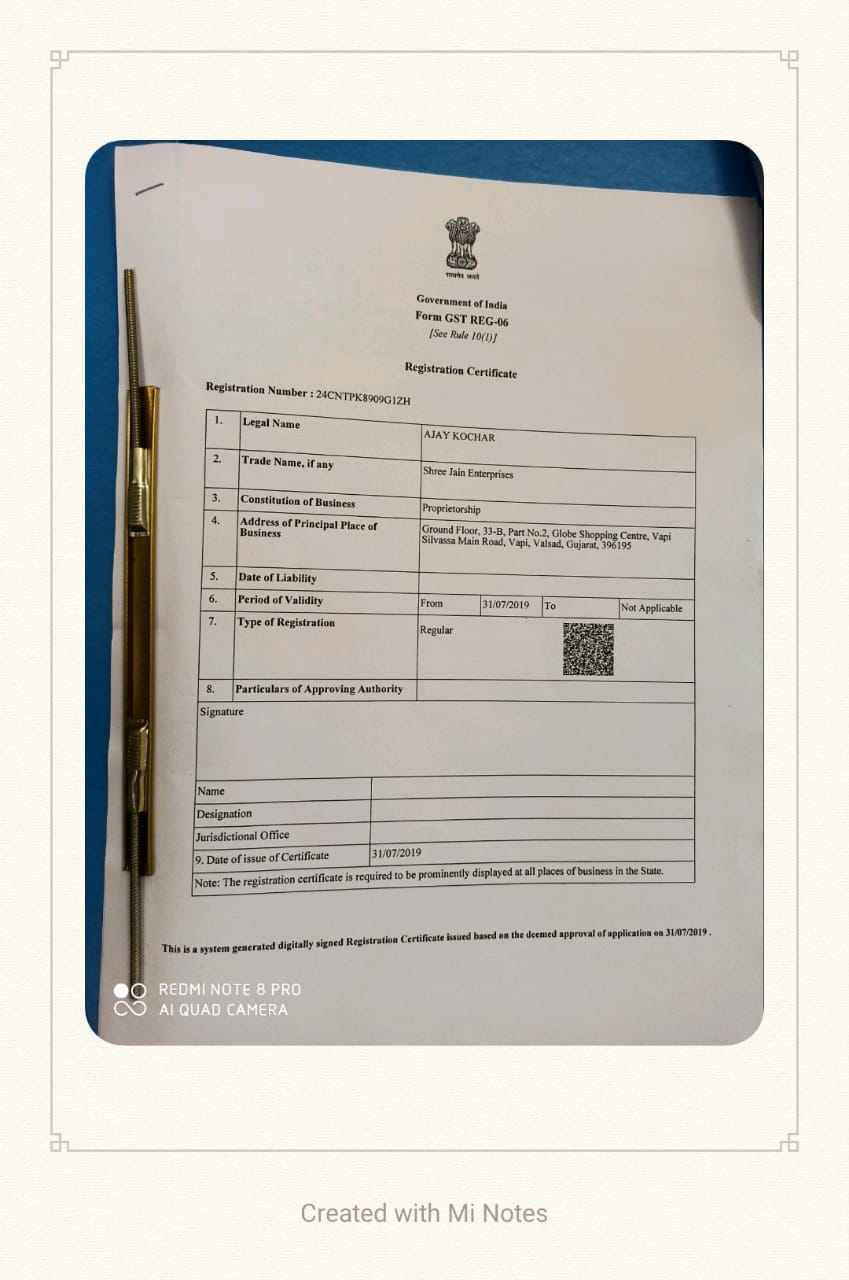 सत्यमेव जयते
Government of India
Form GST REG-06
[See Rule 10(1)]
Registration Certificate
Registration Number : 24CNTPK8909G1ZH
1. Legal Name AJAY KOCHAR
2. Trade Name, if any Shree Jain Enterprises
3. Constitution of Business Proprietorship
4. Address of Principal Place of Business Ground Floor, 33-B, Part No.2, Globe Shopping Centre, Vapi
Silvassa Main Road, Vapi, Valsad, Gujarat, 396195
5. Date of Liability
6. Period of Validity From 31/07/2019 To Not Applicable
7. Type of Registration Regular
8. Particulars of Approving Authority
Signature
Name
Designation
Jurisdictional Office
9. Date of issue of Certificate 31/07/2019
Note: The registration certificate is required to be prominently displayed at all places of business in the State.
This is a system generated digitally signed Registration Certificate issued based on the deemed approval of application on 31/07/2019 .
REDMI NOTE 8 PRO
AI QUAD CAMERA
Created with Mi Notes